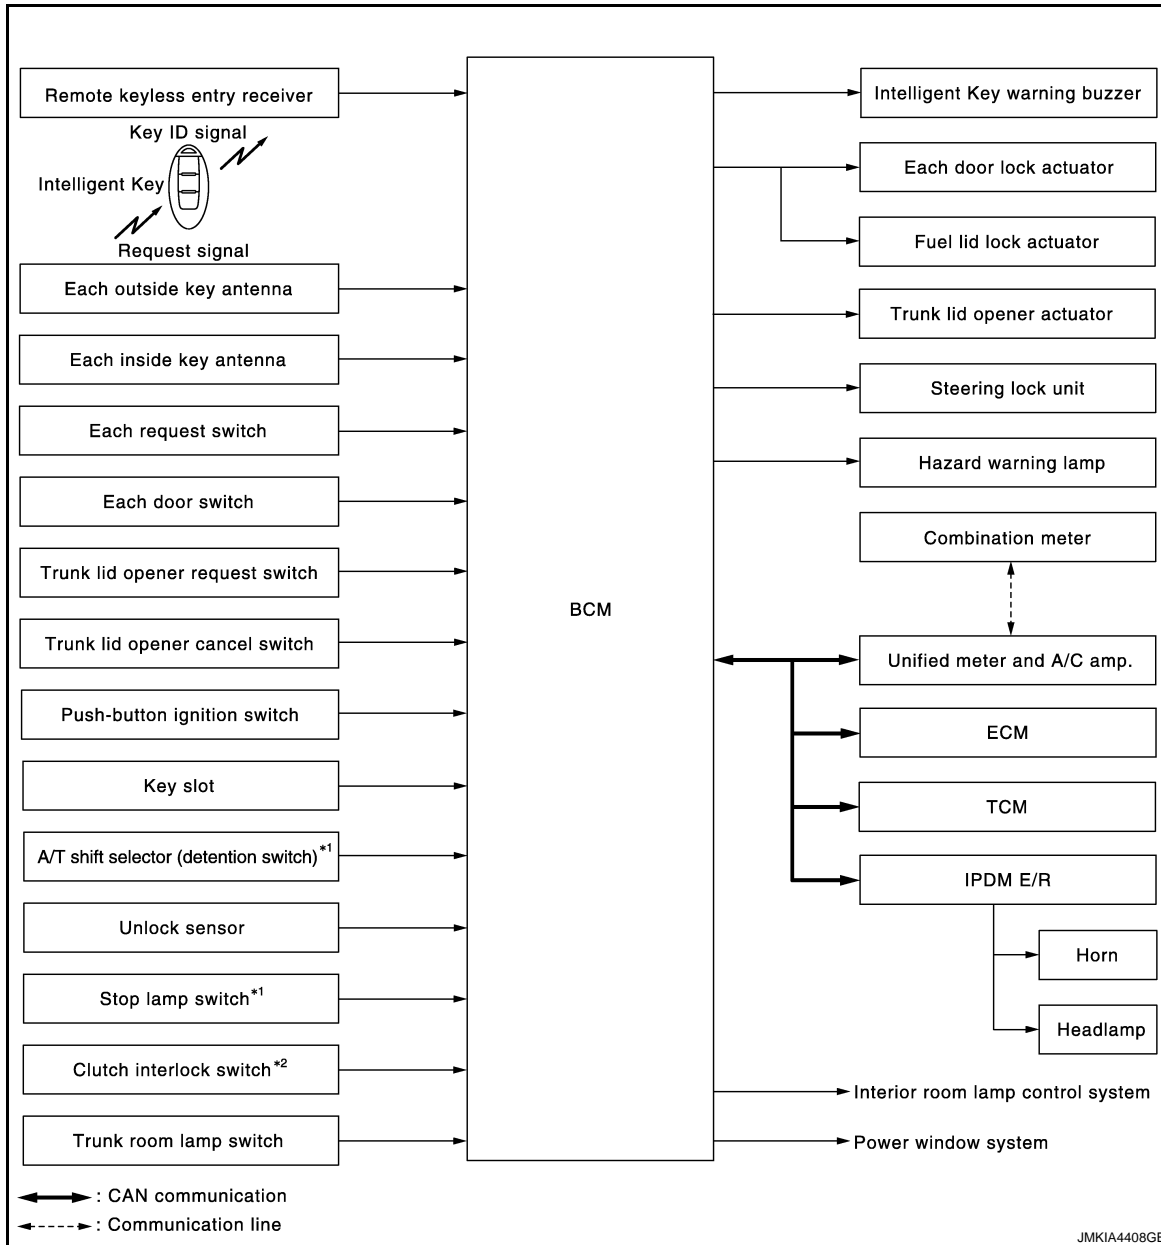 Remote keyless entry receiver
Key ID signal
Intelligent Key
Request signal
Each outside key antenna
Each inside key antenna
Each request switch
Each door switch
Trunk lid opener request switch
Trunk lid opener cancel switch
Push-button ignition switch
Key slot
A/T shift selector (detention switch)*1
Unlock sensor
Stop lamp switch*1
Clutch interlock switch*2
Trunk room lamp switch
BCM
Intelligent Key warning buzzer
Each door lock actuator
Fuel lid lock actuator
Trunk lid opener actuator
Steering lock unit
Hazard warning lamp
Combination meter
Unified meter and A/C amp.
ECM
TCM
IPDM E/R
Horn
Headlamp
Interior room lamp control system
Power window system
: CAN communication
: Communication line
JMKIA4408GE